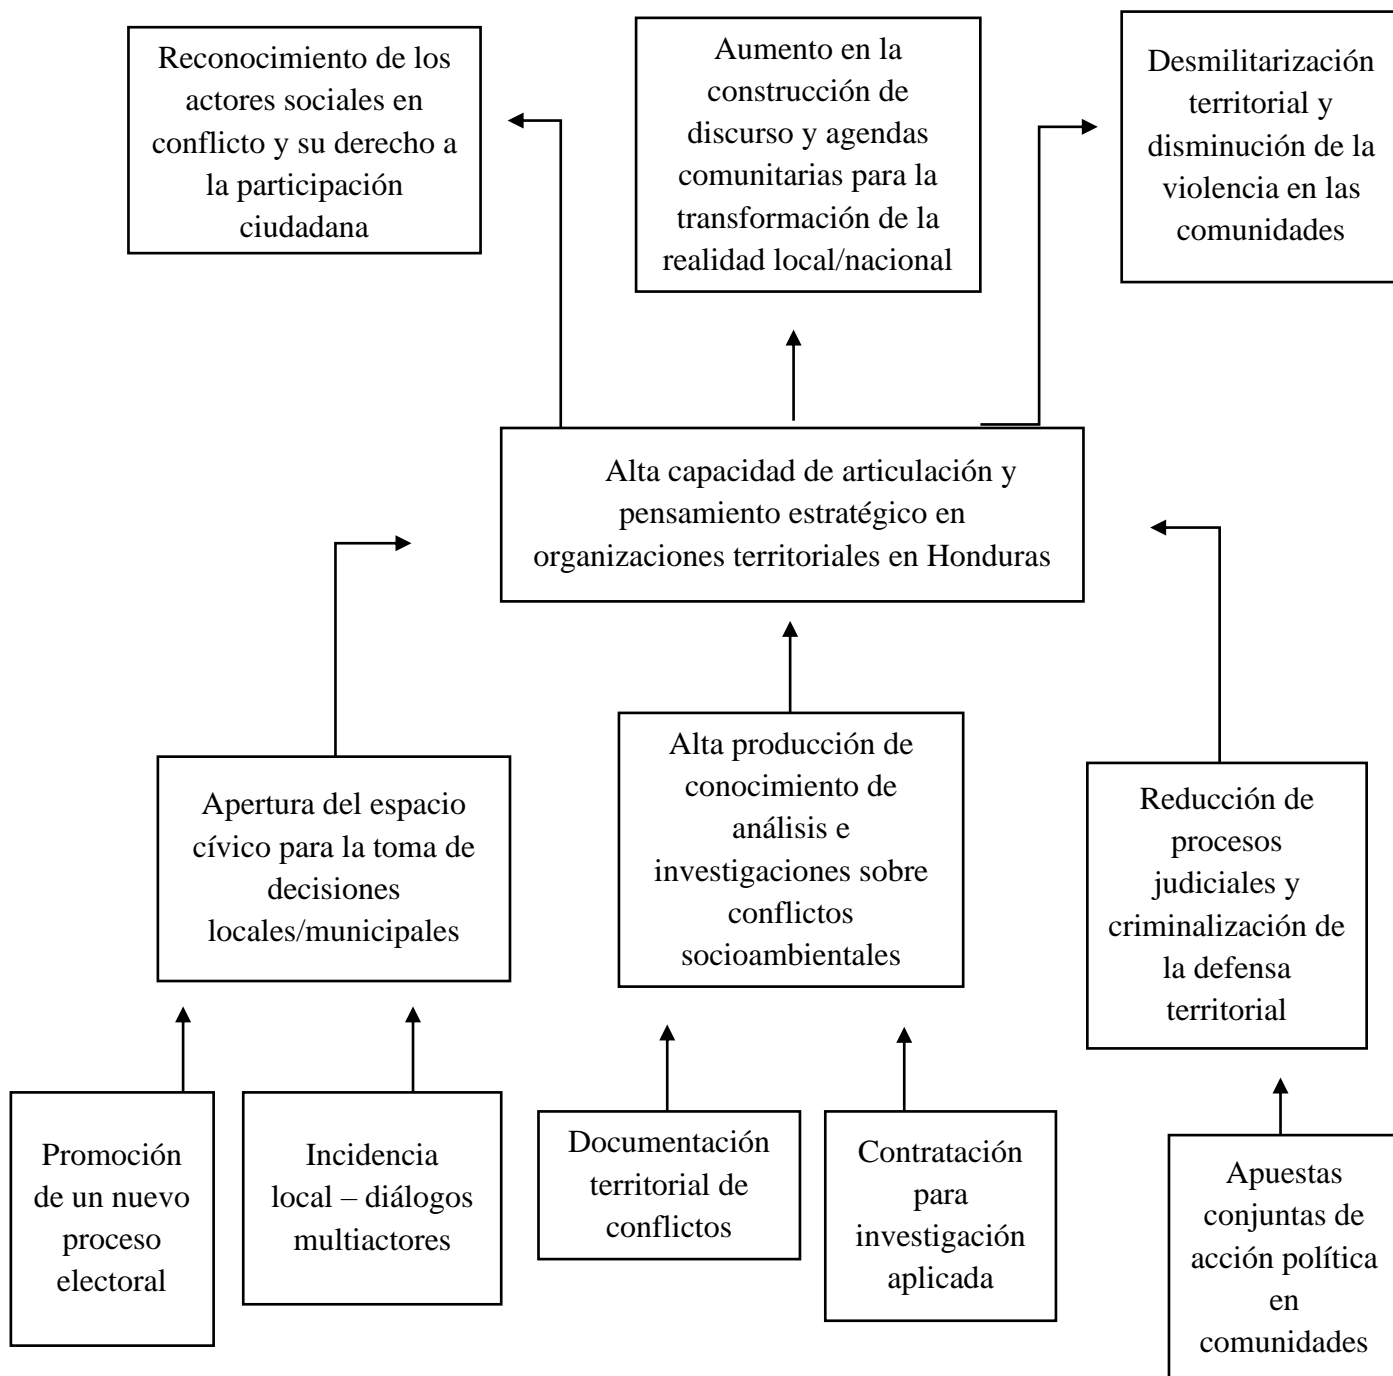 Reconocimiento de los
actores sociales en
conflicto y su derecho a
la participación
ciudadana
Aumento en la
construcción de
discurso y agendas
comunitarias para la
transformación de la
realidad local/nacional
Desmilitarización
territorial y
disminución de la
violencia en las
comunidades
Alta capacidad de articulación y
pensamiento estratégico en
organizaciones territoriales en Honduras
Apertura del espacio
cívico para la toma de
decisiones
locales/municipales
Alta producción de
conocimiento de
análisis e
investigaciones sobre
conflictos
socioambientales
Reducción de
procesos
judiciales y
criminalización de
la defensa
territorial
Promoción
de un nuevo
proceso
electoral
Incidencia
local – diálogos
multiactores
Documentación
territorial de
conflictos
Contratación
para
investigación
aplicada
Apuestas
conjuntas de
acción política
en
comunidades